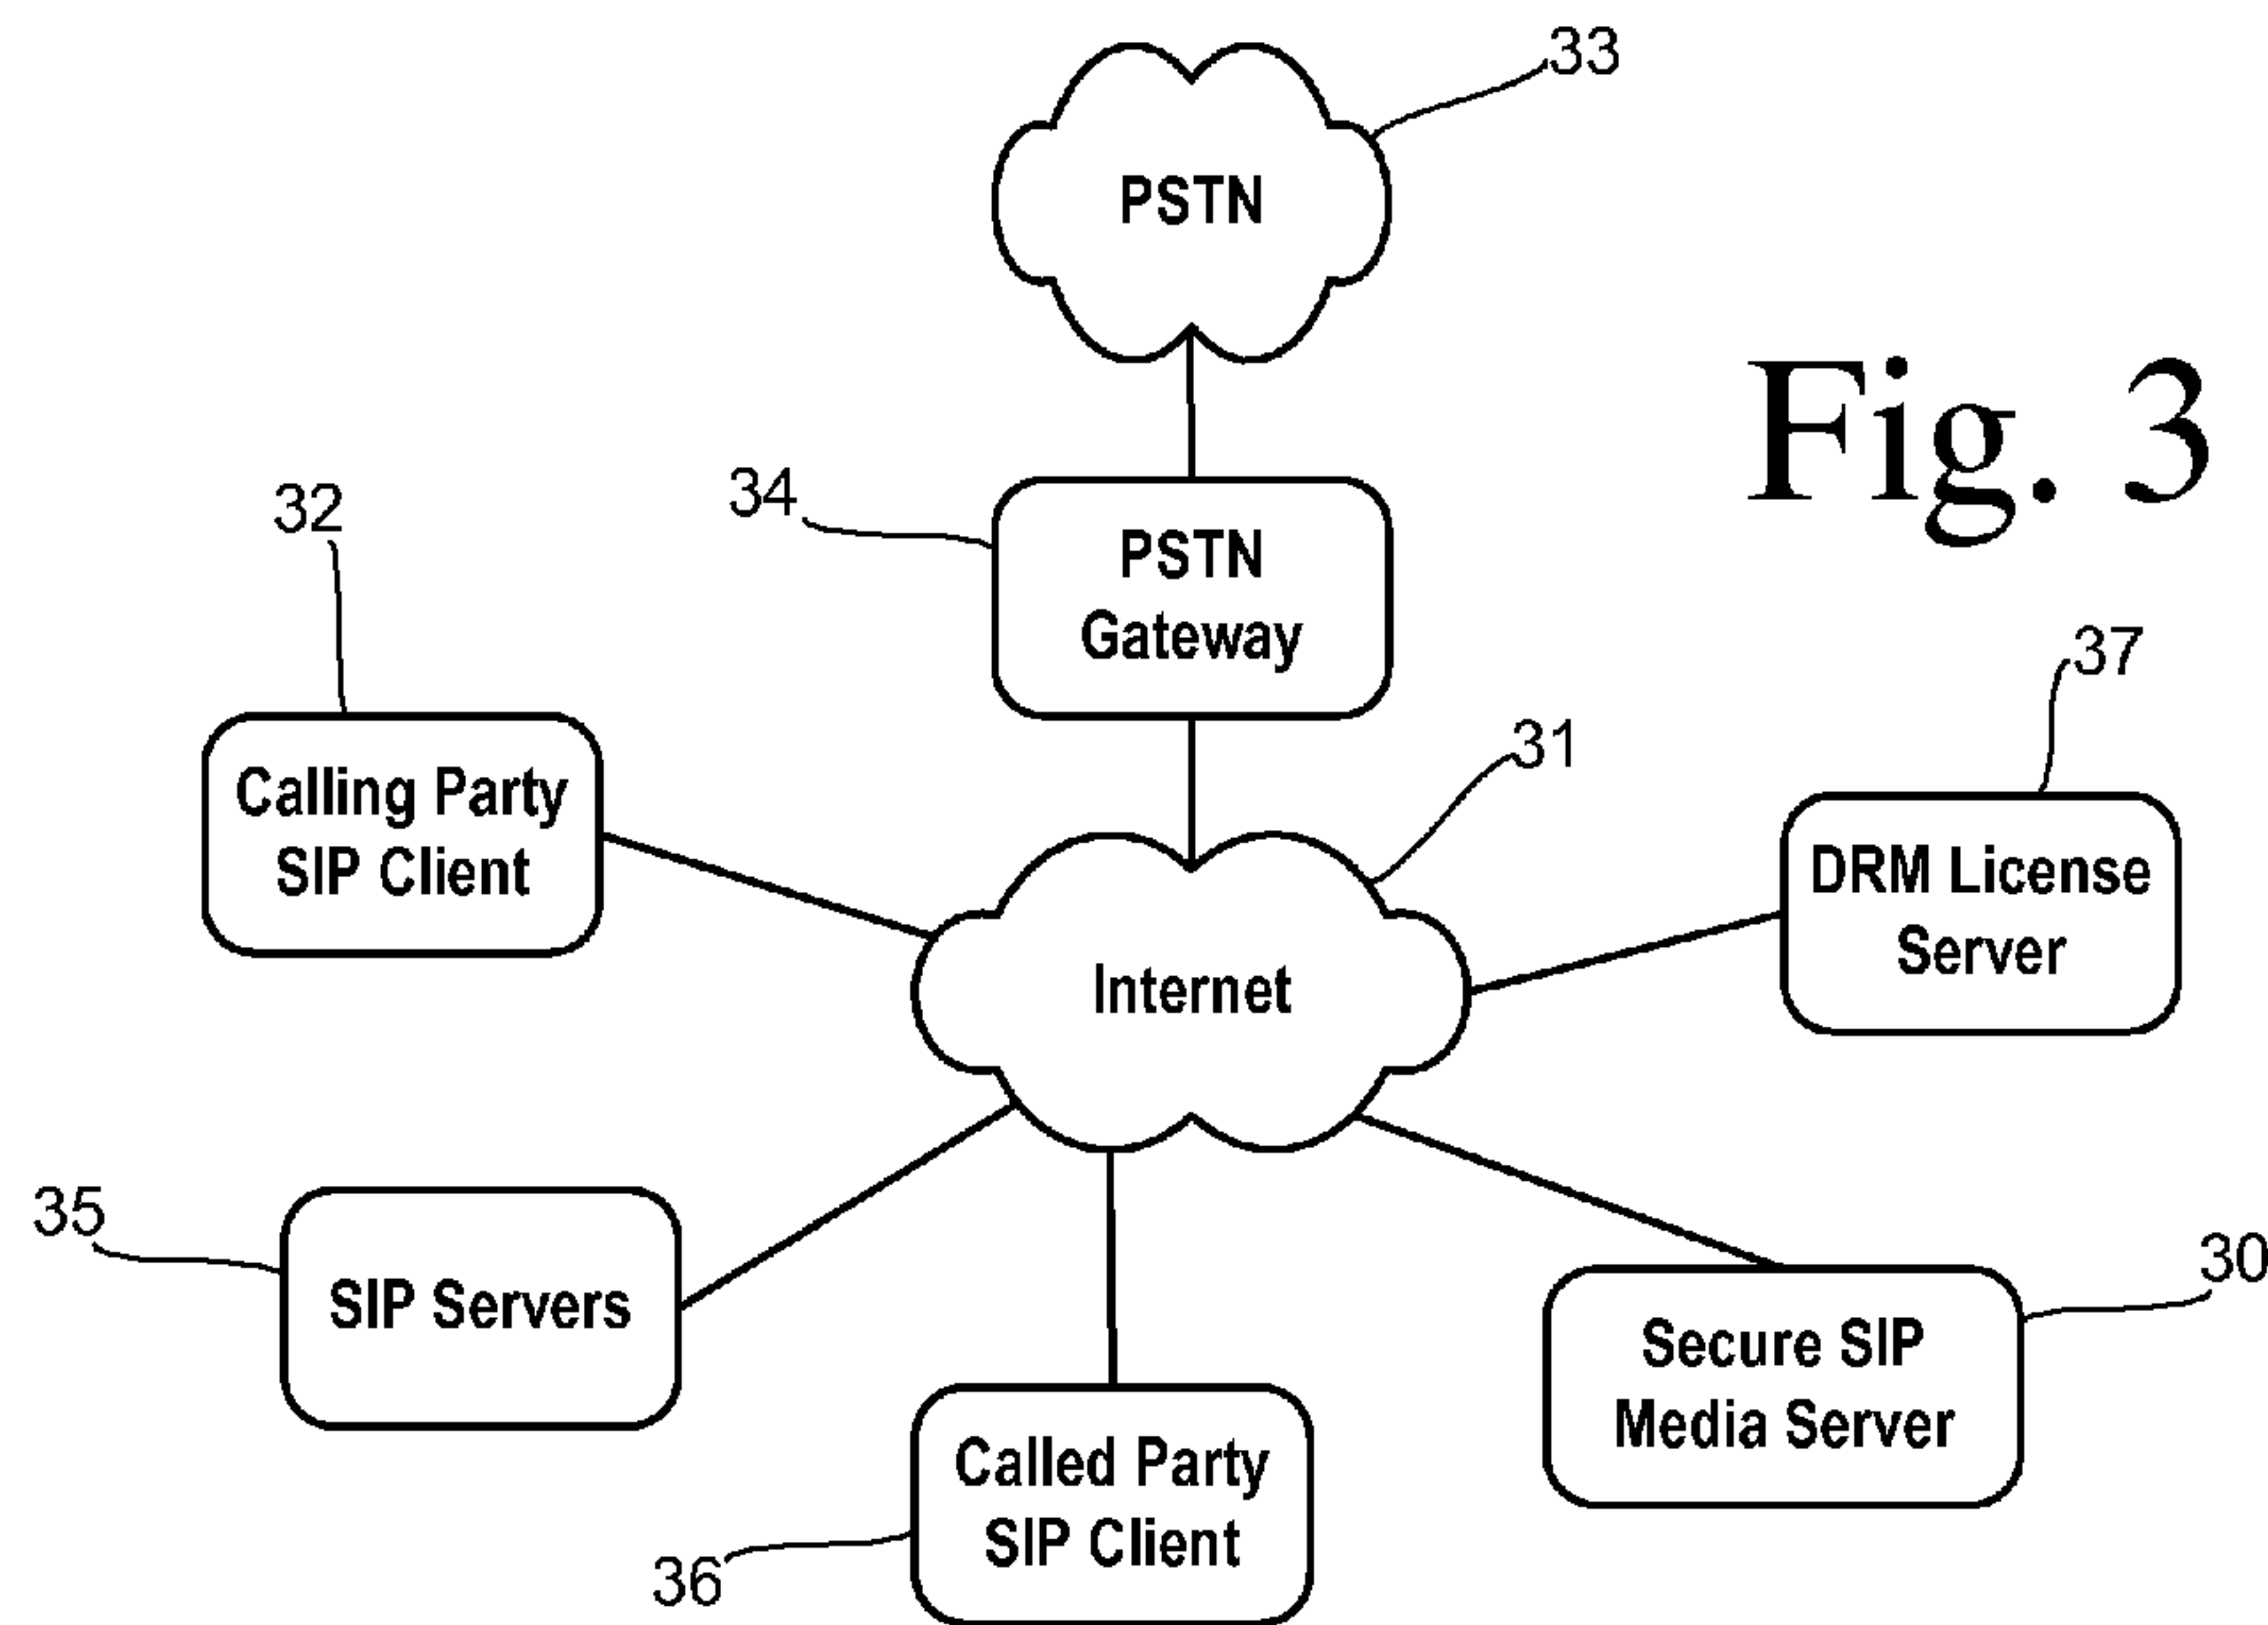 33
PSTN
Fig. 3
34
PSTN
Gateway
32
Calling Party
SIP Client
37
DRM License
Server
31
Internet
35
SIP Servers
30
Secure SIP
Media Server
36
Called Party
SIP Client